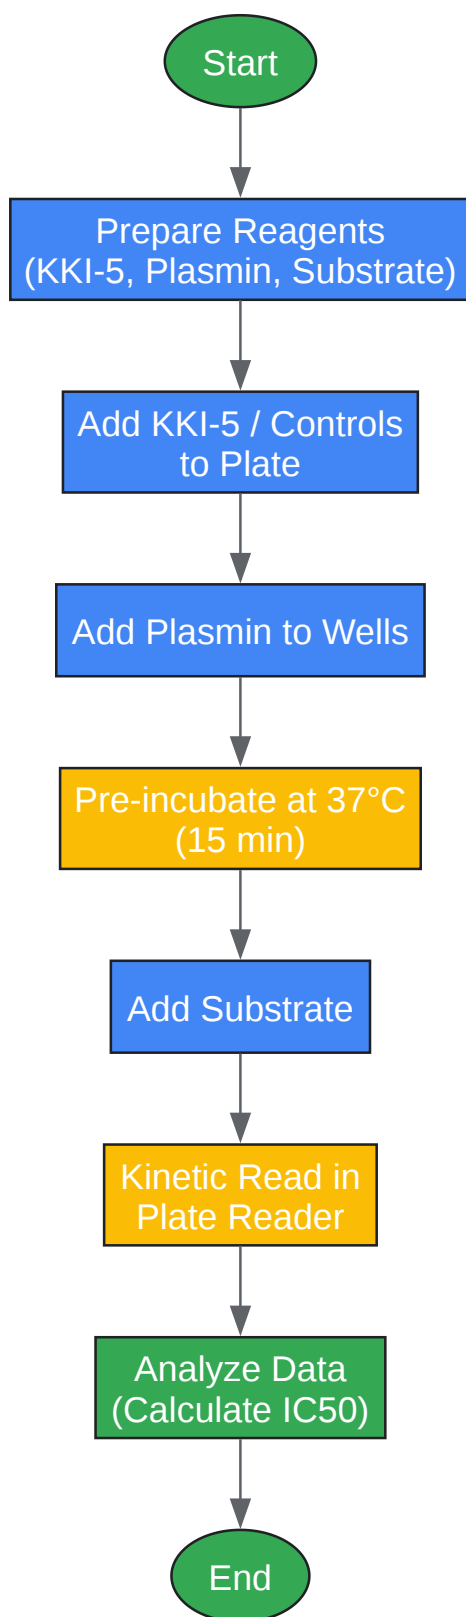 Start
Prepare Reagents
(KKI-5, Plasmin, Substrate)
Add KKI-5 / Controls
to Plate
Add Plasmin to Wells
Pre-incubate at 37°C
(15 min)
Add Substrate
Kinetic Read in
Plate Reader
Analyze Data
(Calculate IC50)
End